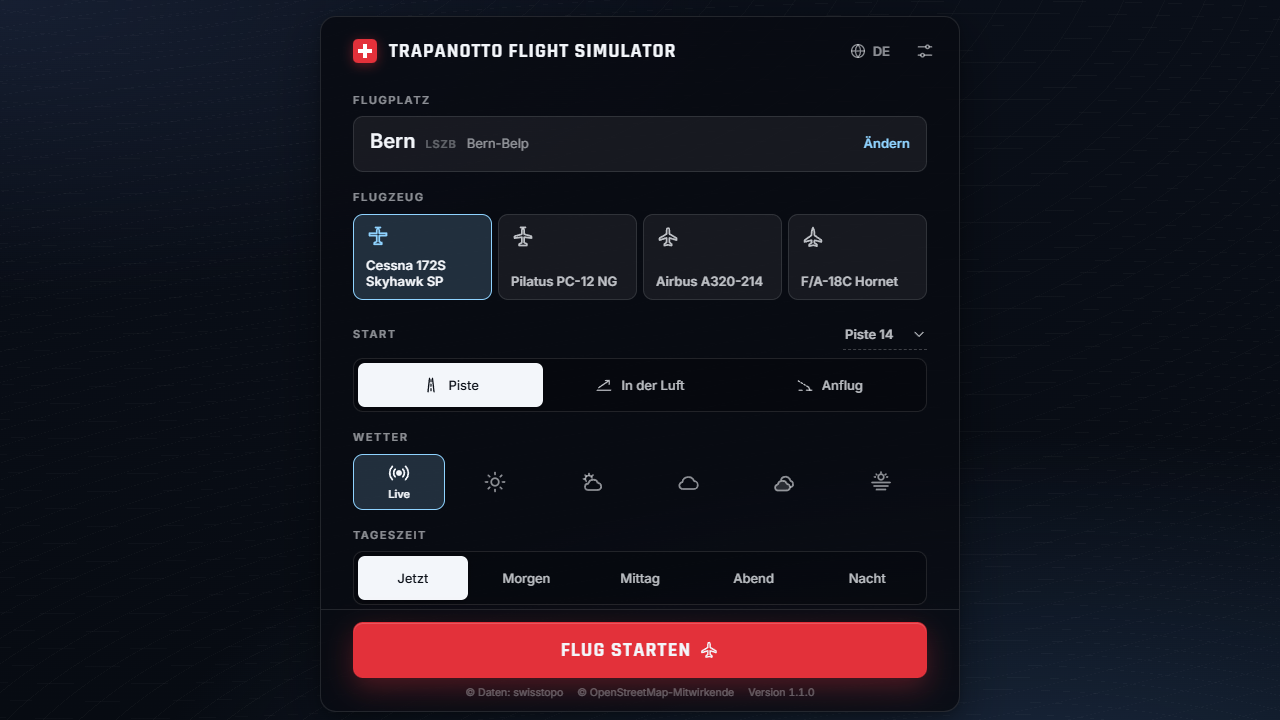 TRAPANOTTO FLIGHT SIMULATOR
DE
FLUGPLATZ
Bern LSZB Bern-Belp
Ändern
FLUGZEUG
Cessna 172S
Skyhawk SP
Pilatus PC-12 NG
Airbus A320-214
F/A-18C Hornet
START
Piste 14
Piste
In der Luft
Anflug
WETTER
Live
TAGESZEIT
Jetzt
Morgen
Mittag
Abend
Nacht
FLUG STARTEN
© Daten: swisstopo © OpenStreetMap-Mitwirkende Version 1.1.0